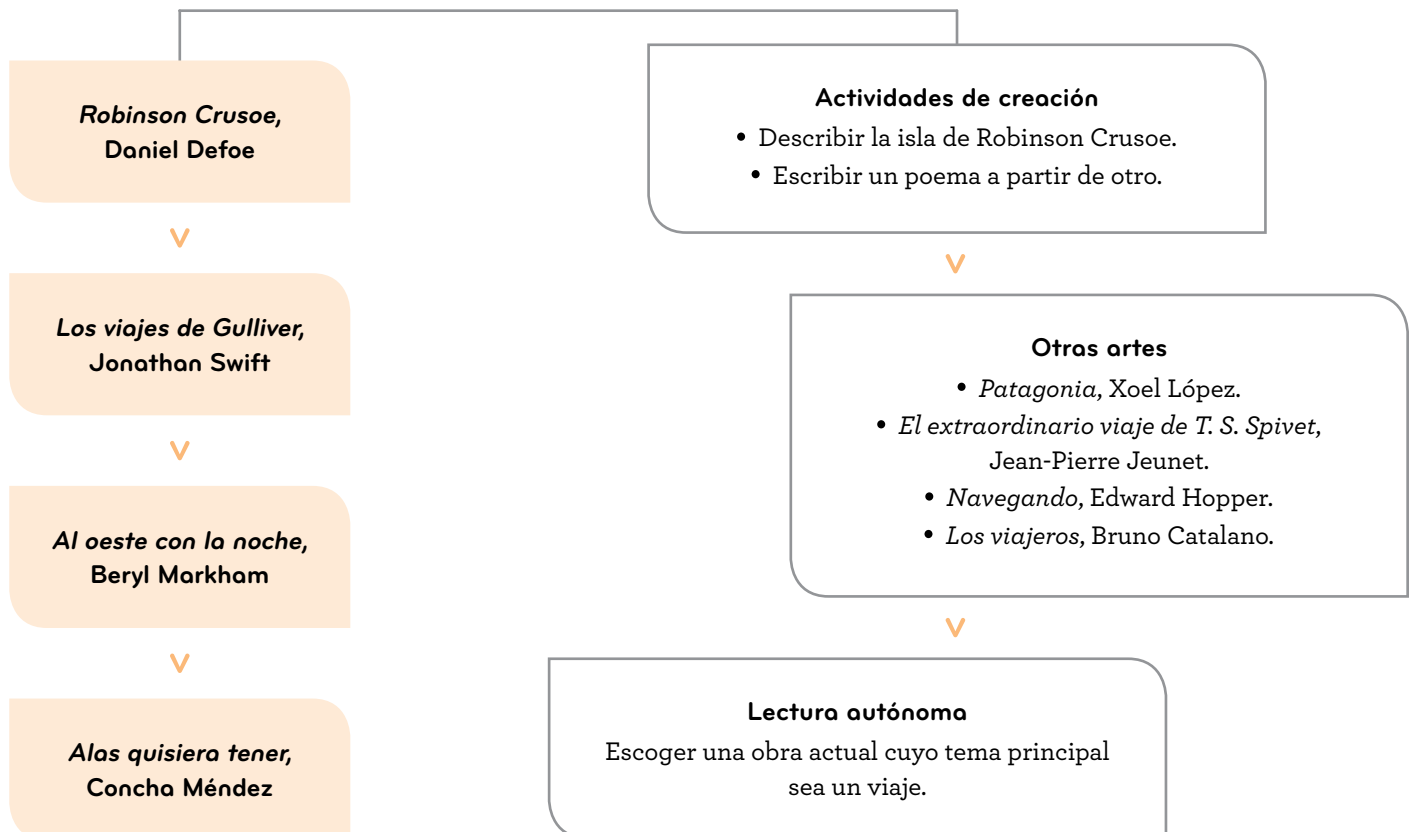 Robinson Crusoe,
Daniel Defoe
Los viajes de Gulliver,
Jonathan Swift
Al oeste con la noche,
Beryl Markham
Alas quisiera tener,
Concha Méndez
Actividades de creación
• Describir la isla de Robinson Crusoe.
• Escribir un poema a partir de otro.
Otras artes
• Patagonia, Xoel López.
• El extraordinario viaje de T. S. Spivet,
Jean-Pierre Jeunet.
• Navegando, Edward Hopper.
• Los viajeros, Bruno Catalano.
Lectura autónoma
Escoger una obra actual cuyo tema principal
sea un viaje.